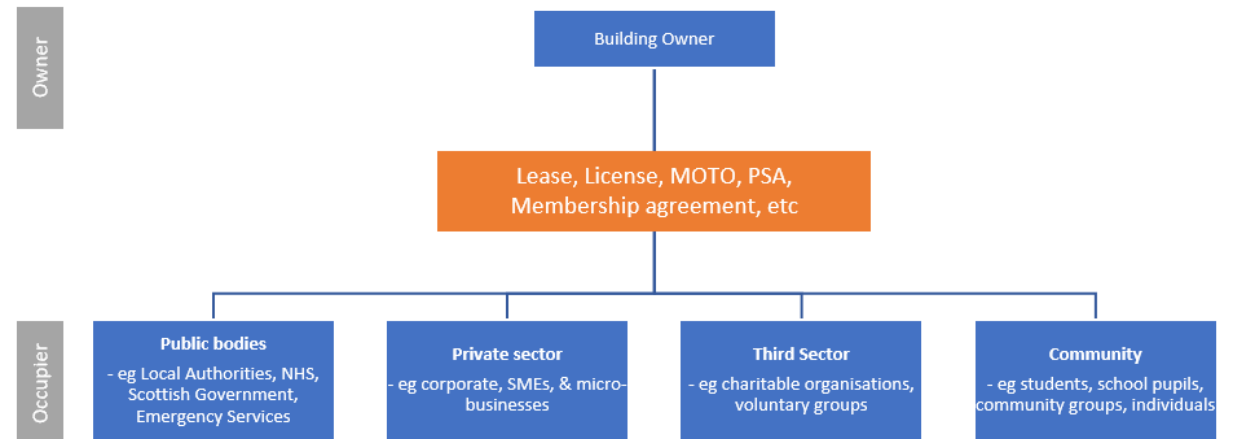 Owner
Building Owner
Lease, License, MOTO, PSA,
Membership agreement, etc
Occupier
Public bodies
- eg Local Authorities, NHS,
Scottish Government,
Emergency Services
Private sector
- eg corporate, SMEs, & micro-
businesses
Third Sector
- eg charitable organisations,
voluntary groups
Community
- eg students, school pupils,
community groups, individuals